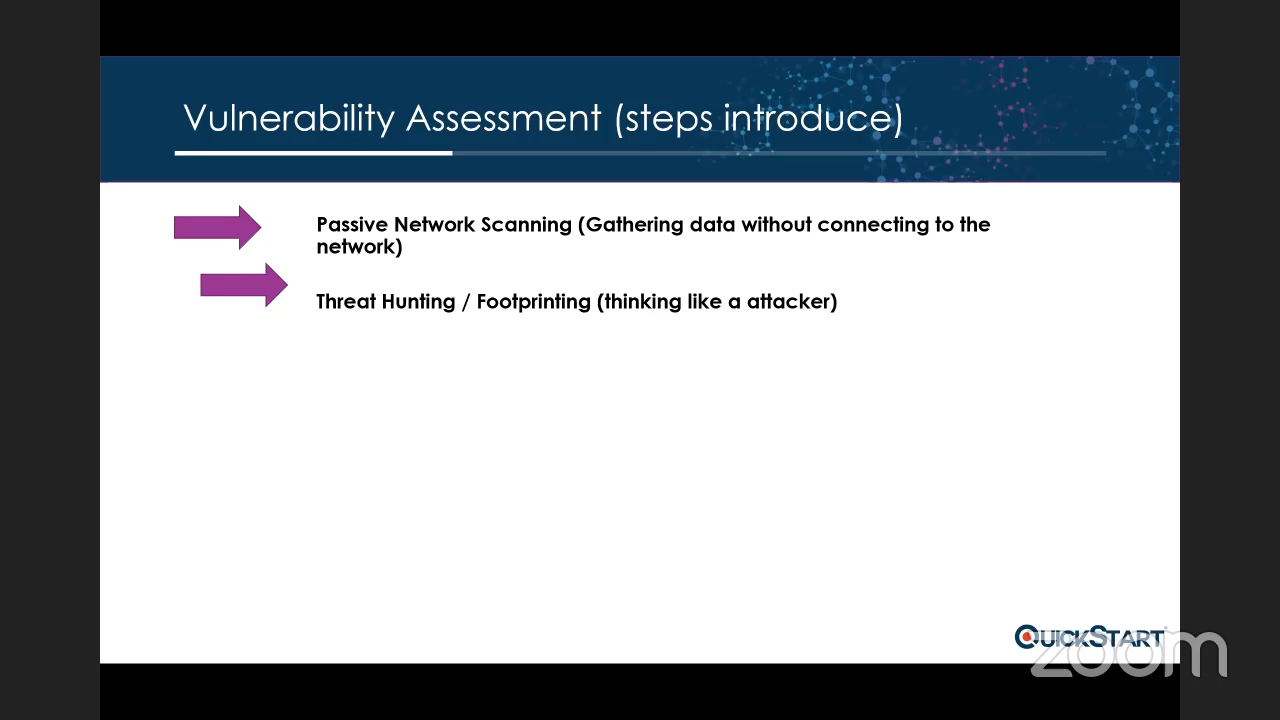 Vulnerability Assessment (steps introduce)
Passive Network Scanning (Gathering data without connecting to the
network)
Threat Hunting / Footprinting (thinking like a attacker)
QUICKSTART
zoom